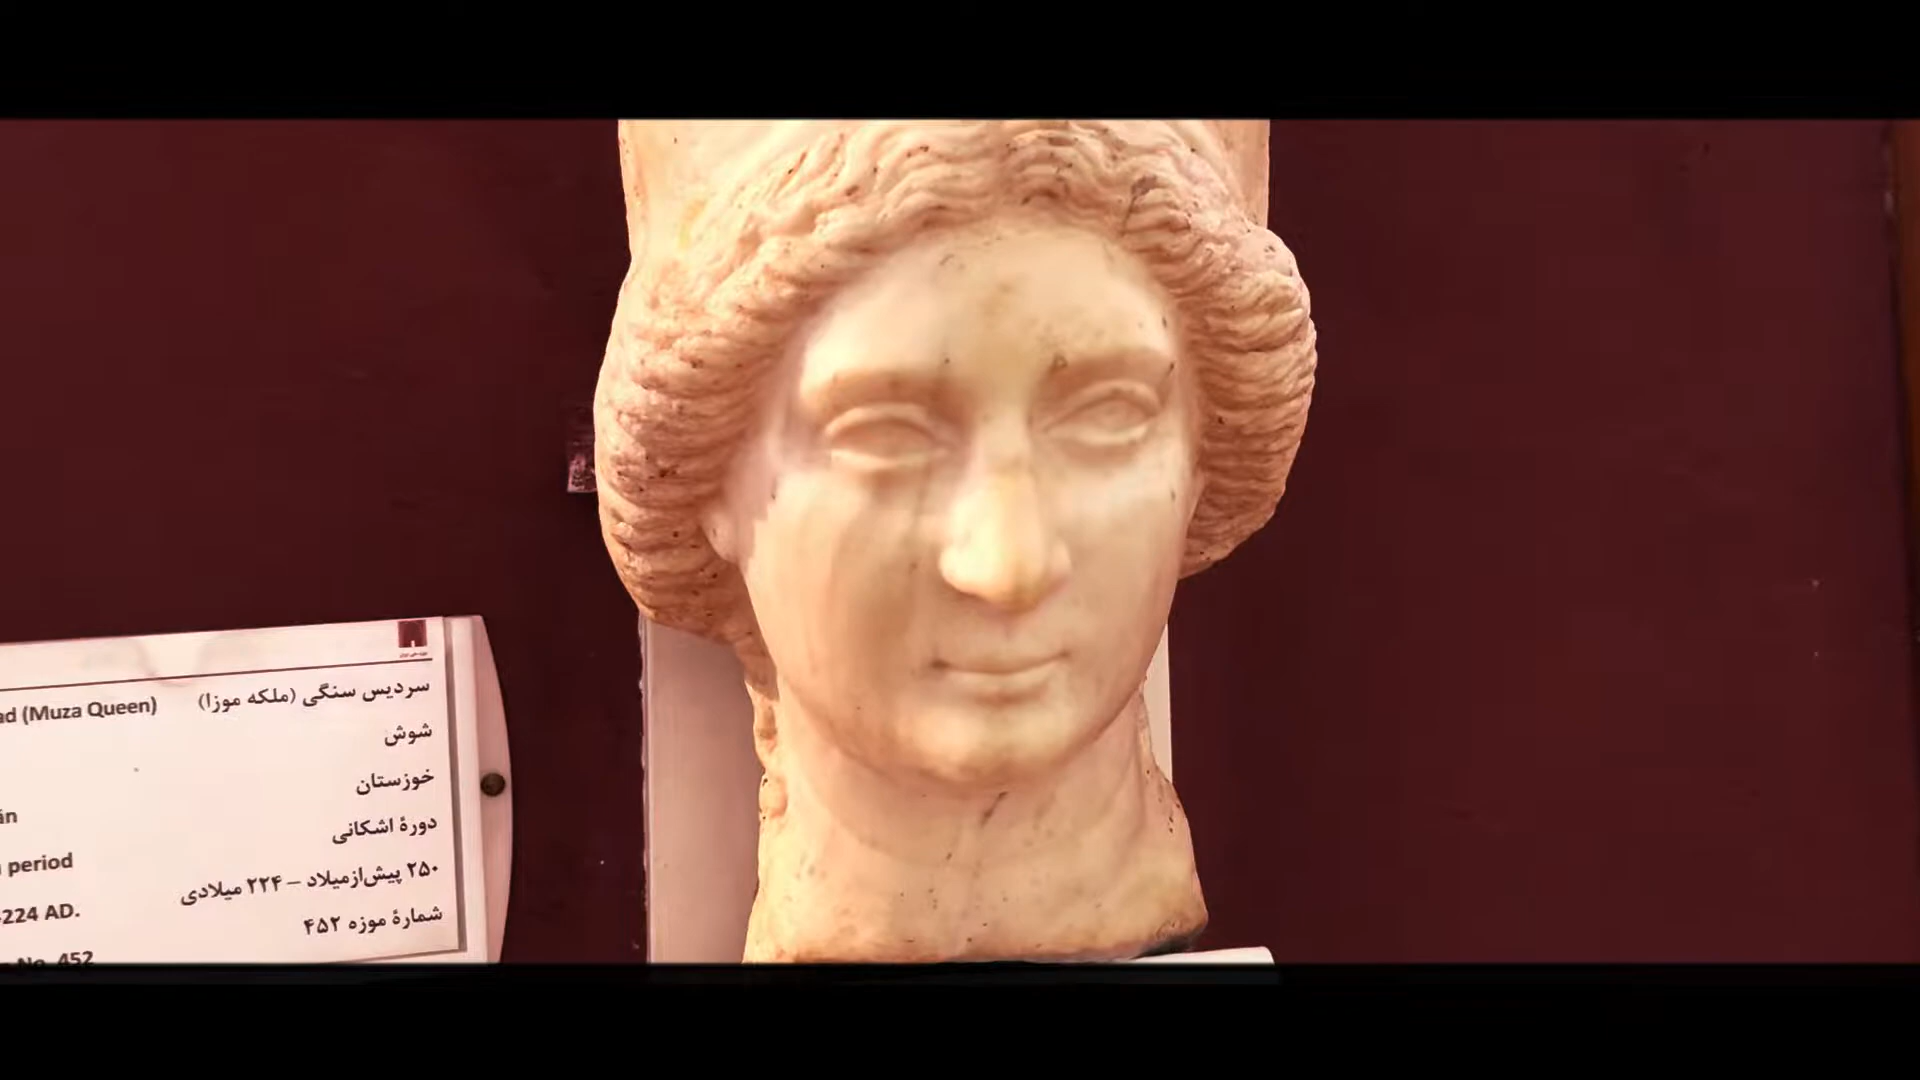 ad (Muza Queen)
سردیس سنگی (ملکه موزا)
شوش
خوزستان
án
دورهٔ اشکانی
period
۲۵۰ پیش‌ازمیلاد – ۲۲۴ میلادی
-224 AD.
شمارهٔ موزه ۴۵۲
No. 452